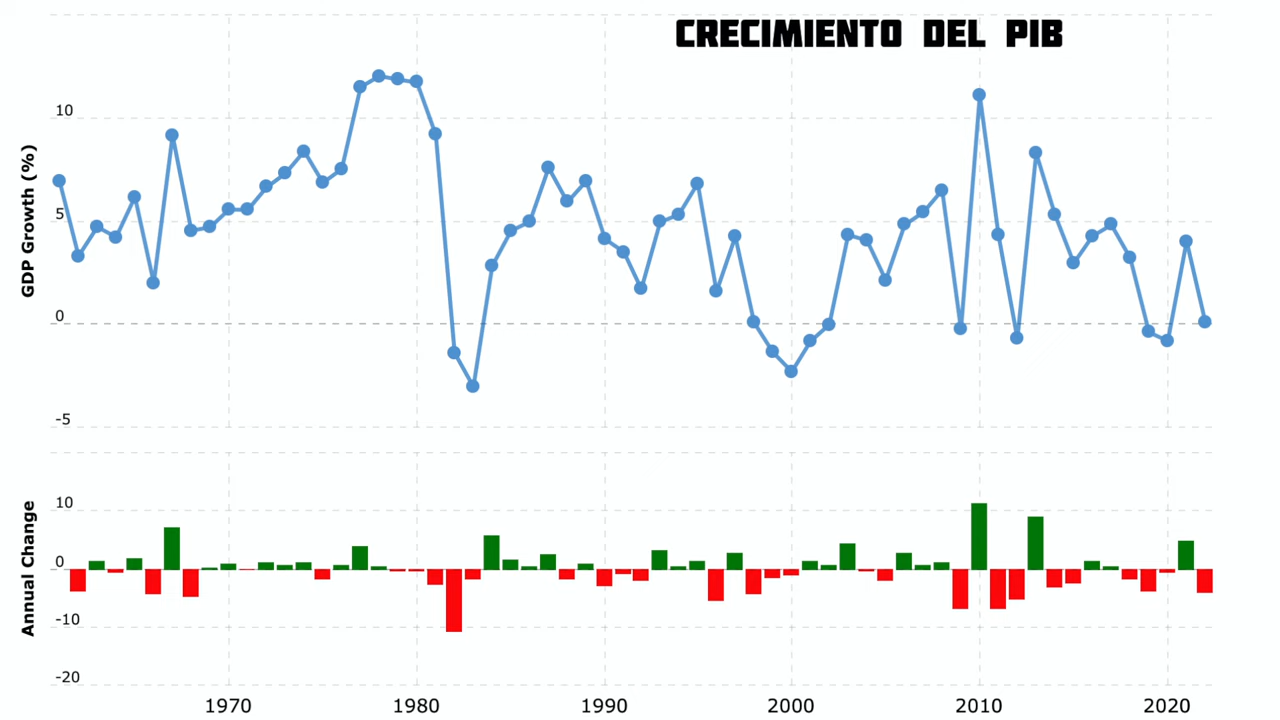 CRECIMIENTO DEL PIB
GDP Growth (%)
10
5
0
-5
Annual Change
10
0
-10
-20
1970 1980 1990 2000 2010 2020